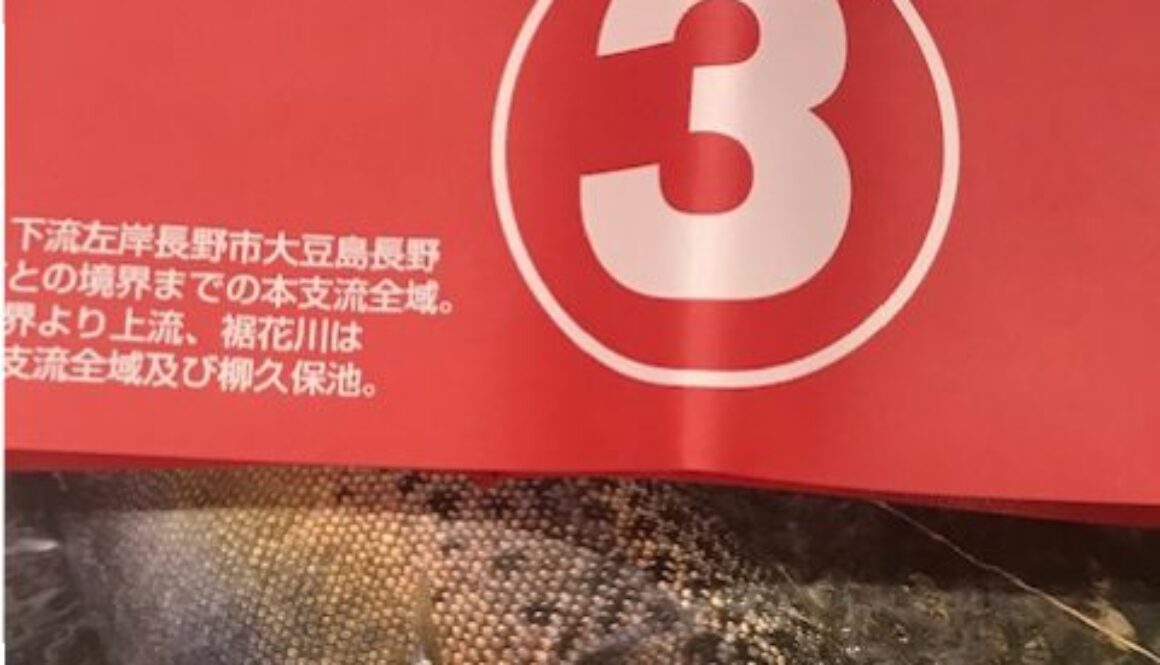 3
下流左岸長野市大豆島長野
との境界までの本支流全域。
界より上流、裾花川は
支流全域及び柳久保池。